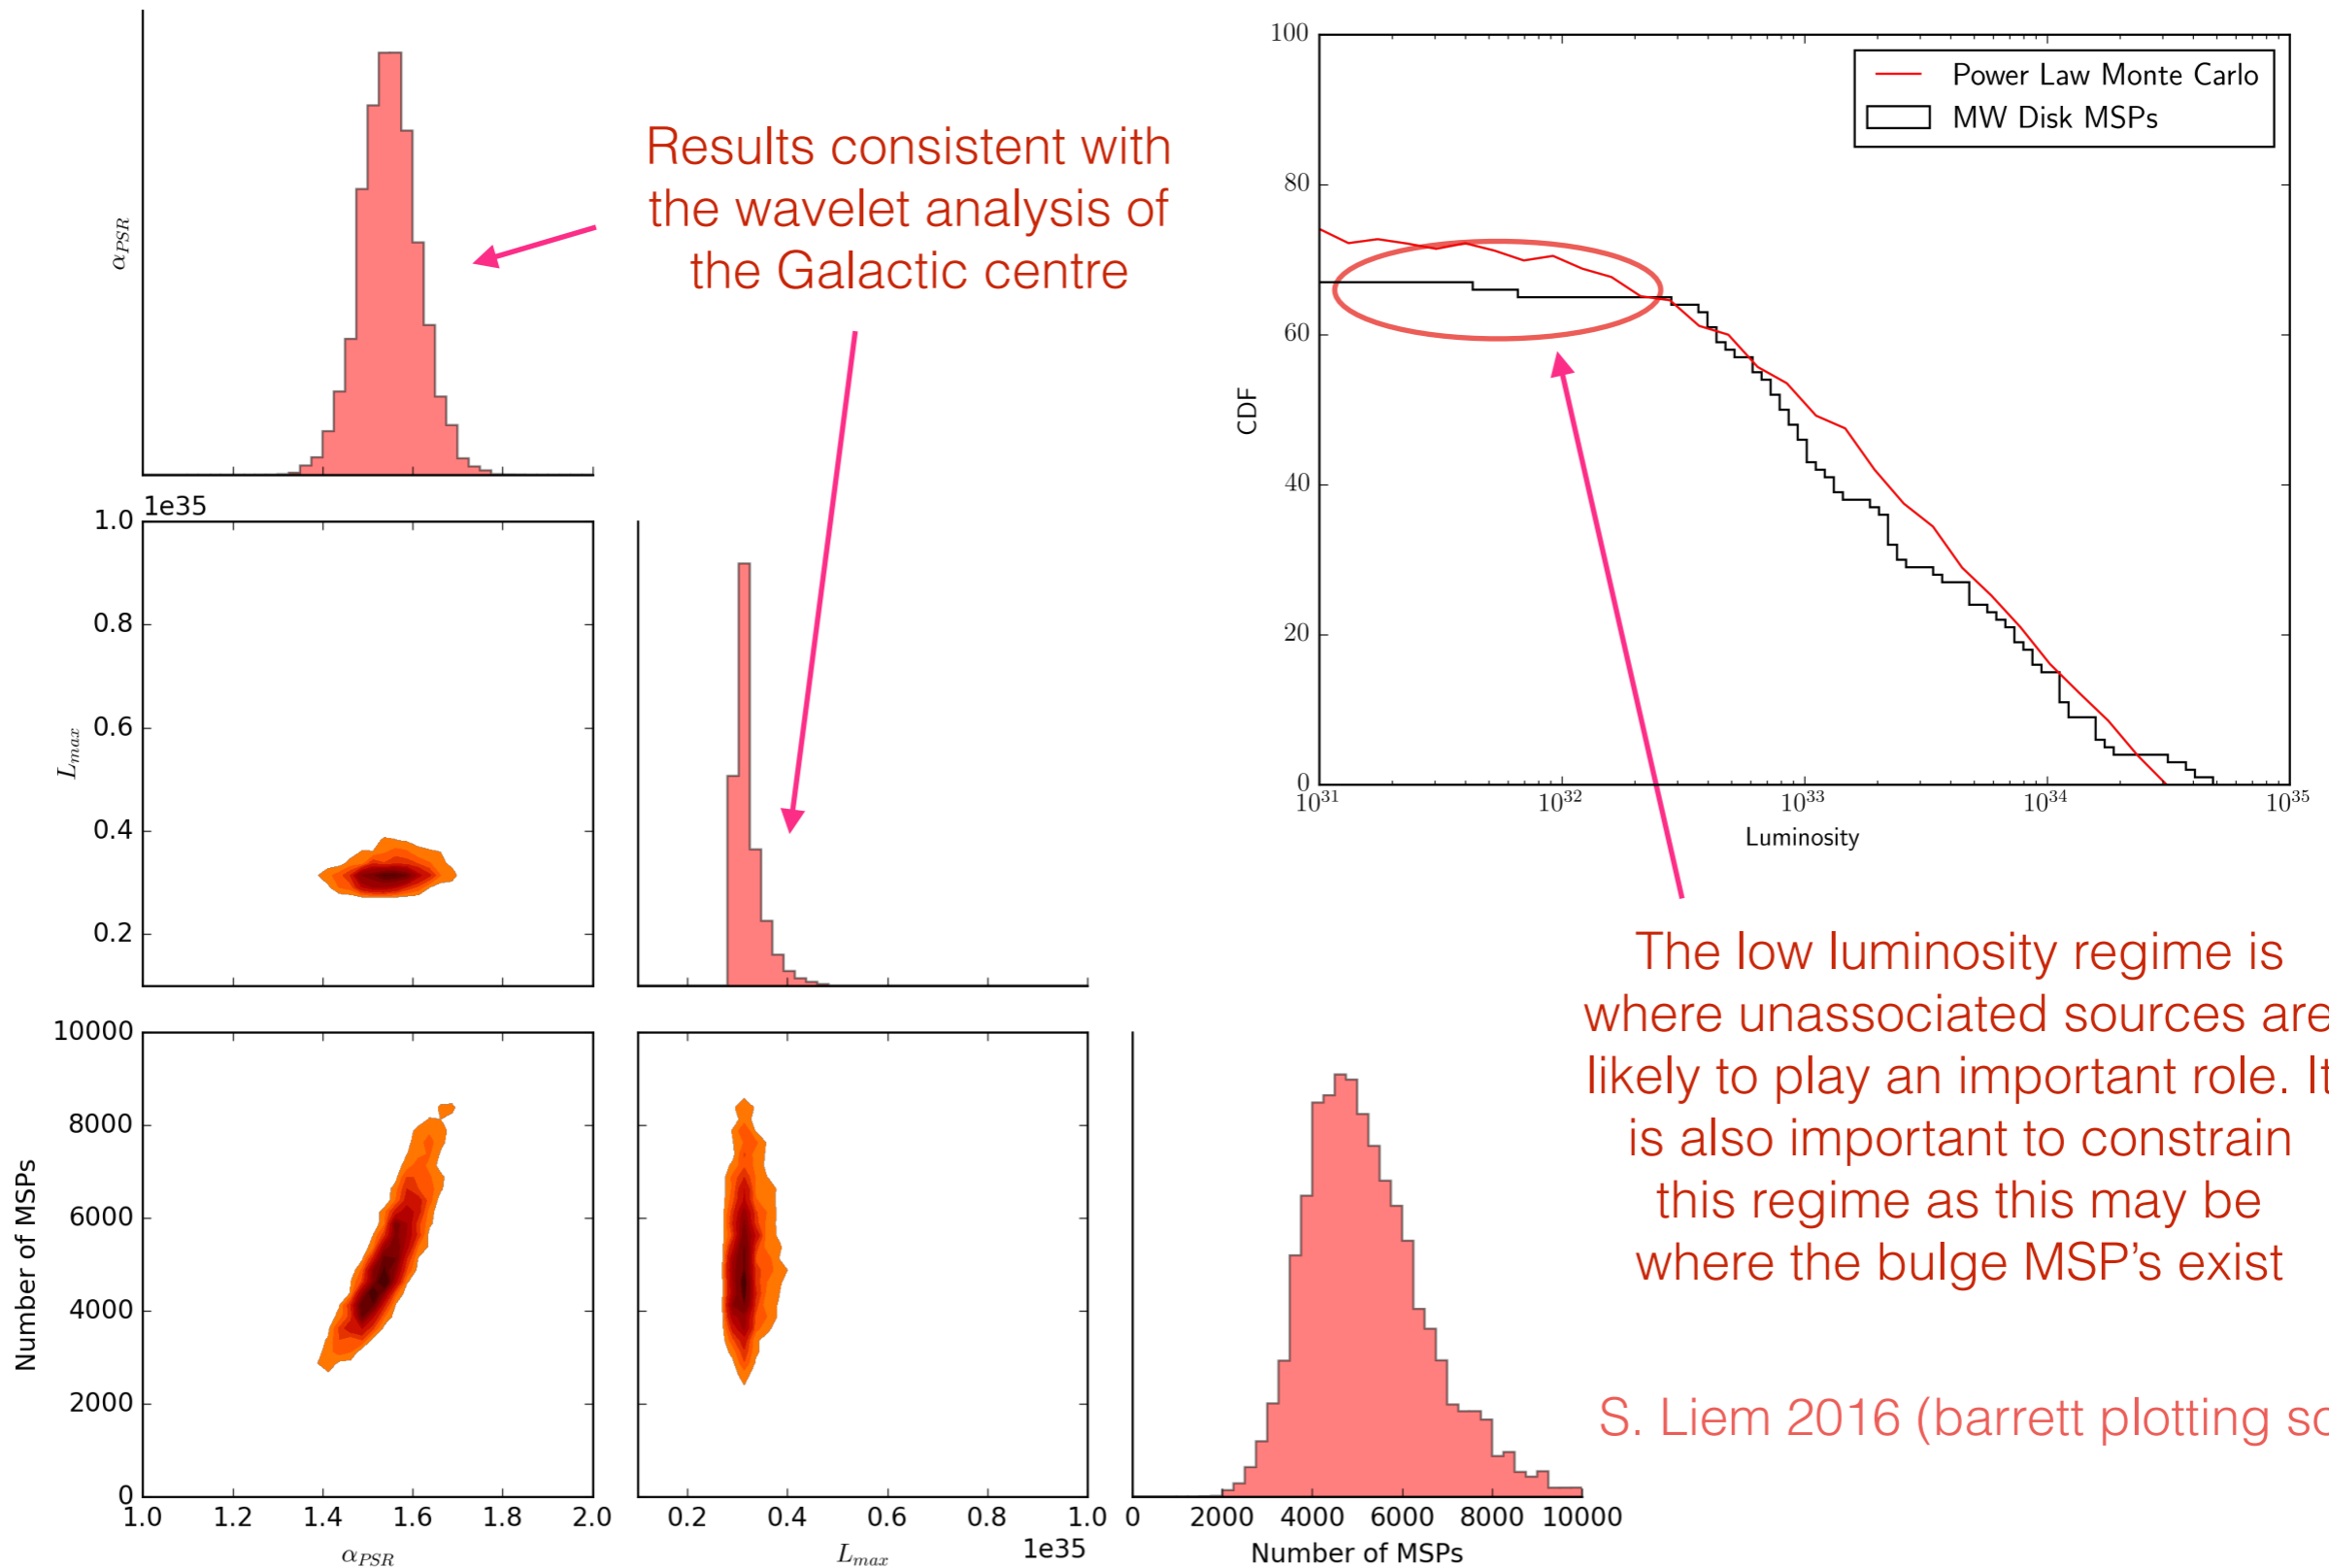 Results consistent with
the wavelet analysis of
the Galactic centre
α_PSR
100
80
60
40
20
0
CDF
Power Law Monte Carlo
MW Disk MSPs
10^31
10^32
10^33
10^34
10^35
Luminosity
1e35
1.0
0.8
0.6
0.4
0.2
L_max
The low luminosity regime is
where unassociated sources are
likely to play an important role. It
is also important to constrain
this regime as this may be
where the bulge MSP's exist
10000
8000
6000
4000
2000
0
Number of MSPs
S. Liem 2016 (barrett plotting
1.0 1.2 1.4 1.6 1.8 2.0
α_PSR
0.2 0.4 0.6 0.8 1.0
1e35
L_max
0 2000 4000 6000 8000 10000
Number of MSPs